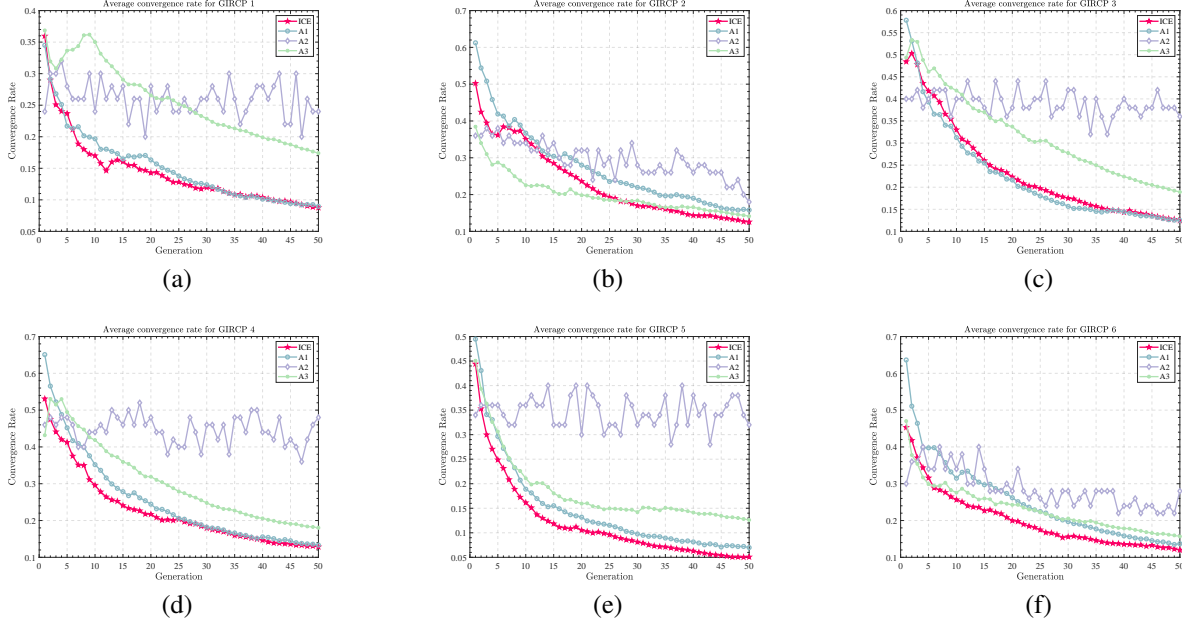 Average convergence rate for GIRCP 1
Convergence Rate
0.4
0.35
0.3
0.25
0.2
0.15
0.1
0.05
0 5 10 15 20 25 30 35 40 45 50
Generation
ICE
A1
A2
A3
(a)
Average convergence rate for GIRCP 2
Convergence Rate
0.7
0.6
0.5
0.4
0.3
0.2
0.1
0 5 10 15 20 25 30 35 40 45 50
Generation
ICE
A1
A2
A3
(b)
Average convergence rate for GIRCP 3
Convergence Rate
0.6
0.55
0.5
0.45
0.4
0.35
0.3
0.25
0.2
0.15
0.1
0 5 10 15 20 25 30 35 40 45 50
Generation
ICE
A1
A2
A3
(c)
Average convergence rate for GIRCP 4
Convergence Rate
0.7
0.6
0.5
0.4
0.3
0.2
0.1
0 5 10 15 20 25 30 35 40 45 50
Generation
ICE
A1
A2
A3
(d)
Average convergence rate for GIRCP 5
Convergence Rate
0.5
0.45
0.4
0.35
0.3
0.25
0.2
0.15
0.1
0.05
0 5 10 15 20 25 30 35 40 45 50
Generation
ICE
A1
A2
A3
(e)
Average convergence rate for GIRCP 6
Convergence Rate
0.7
0.6
0.5
0.4
0.3
0.2
0.1
0 5 10 15 20 25 30 35 40 45 50
Generation
ICE
A1
A2
A3
(f)